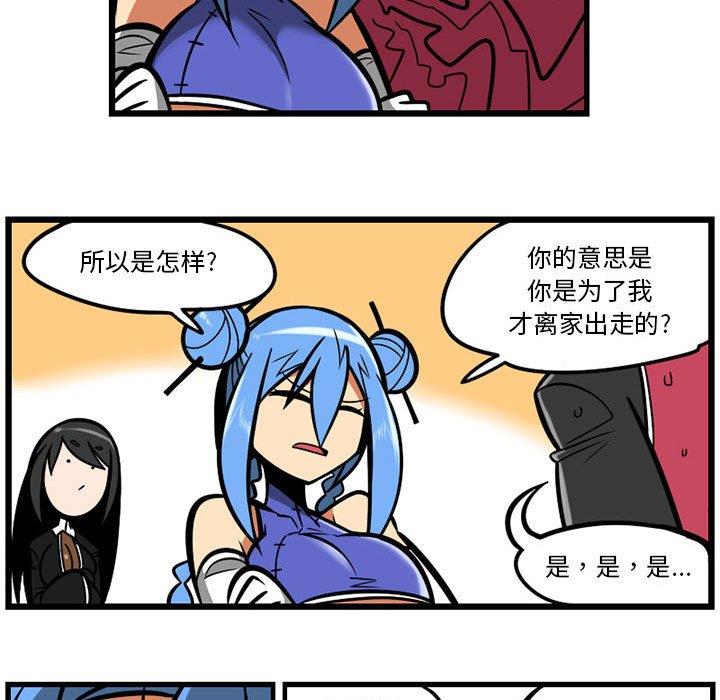 所以是怎样?
你的意思是
你是为了我
才离家出走的?
是，是，是...